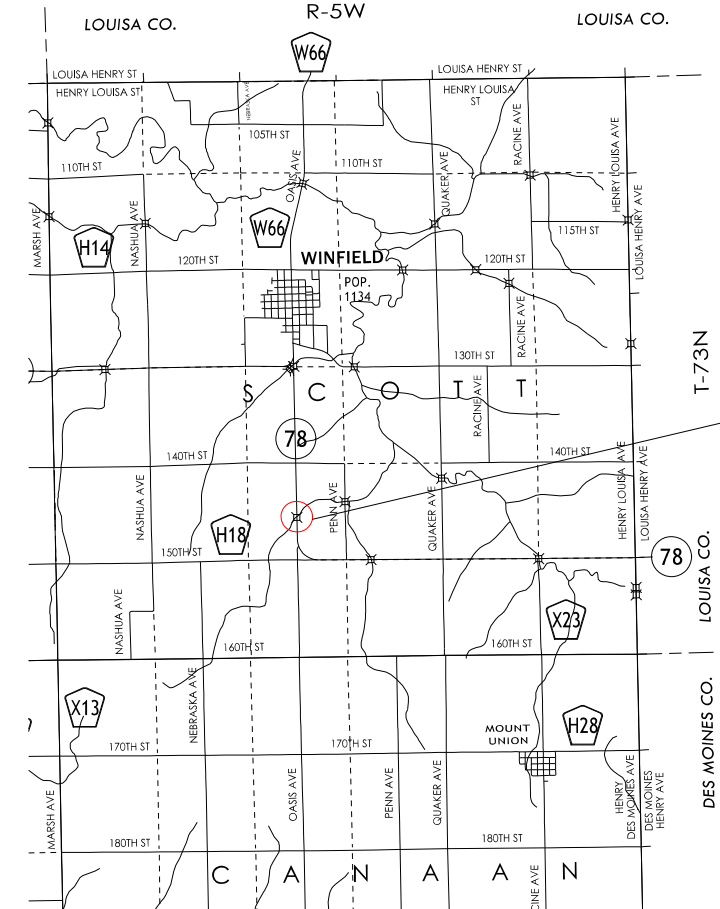 R-5W
LOUISA CO.
LOUISA CO.
W66
LOUISA HENRY ST
HENRY LOUISA ST
LOUISA HENRY ST
HENRY LOUISA
ST
NEBRASKA AVE
105TH ST
RACINE AVE
HENRY LOUISA AVE
110TH ST
110TH ST
OASIS AVE
QUAKER AVE
LOUISA HENRY AVE
MARSH AVE
NASHUA AVE
H14
W66
115TH ST
120TH ST
WINFIELD
120TH ST
POP.
1134
RACINE AVE
130TH ST
T-73N
S C O T T
RACINE AVE
78
140TH ST
140TH ST
HENRY LOUISA AVE
LOUISA HENRY AVE
NASHUA AVE
PENN AVE
QUAKER AVE
H18
150TH ST
78
LOUISA CO.
NASHUA AVE
X23
160TH ST
160TH ST
NEBRASKA AVE
X13
H28
MOUNT
UNION
DES MOINES CO.
170TH ST
170TH ST
MARSH AVE
OASIS AVE
PENN AVE
QUAKER AVE
HENRY
DES MOINES AVE
DES MOINES
HENRY AVE
180TH ST
180TH ST
C A N A A N
CINE AVE